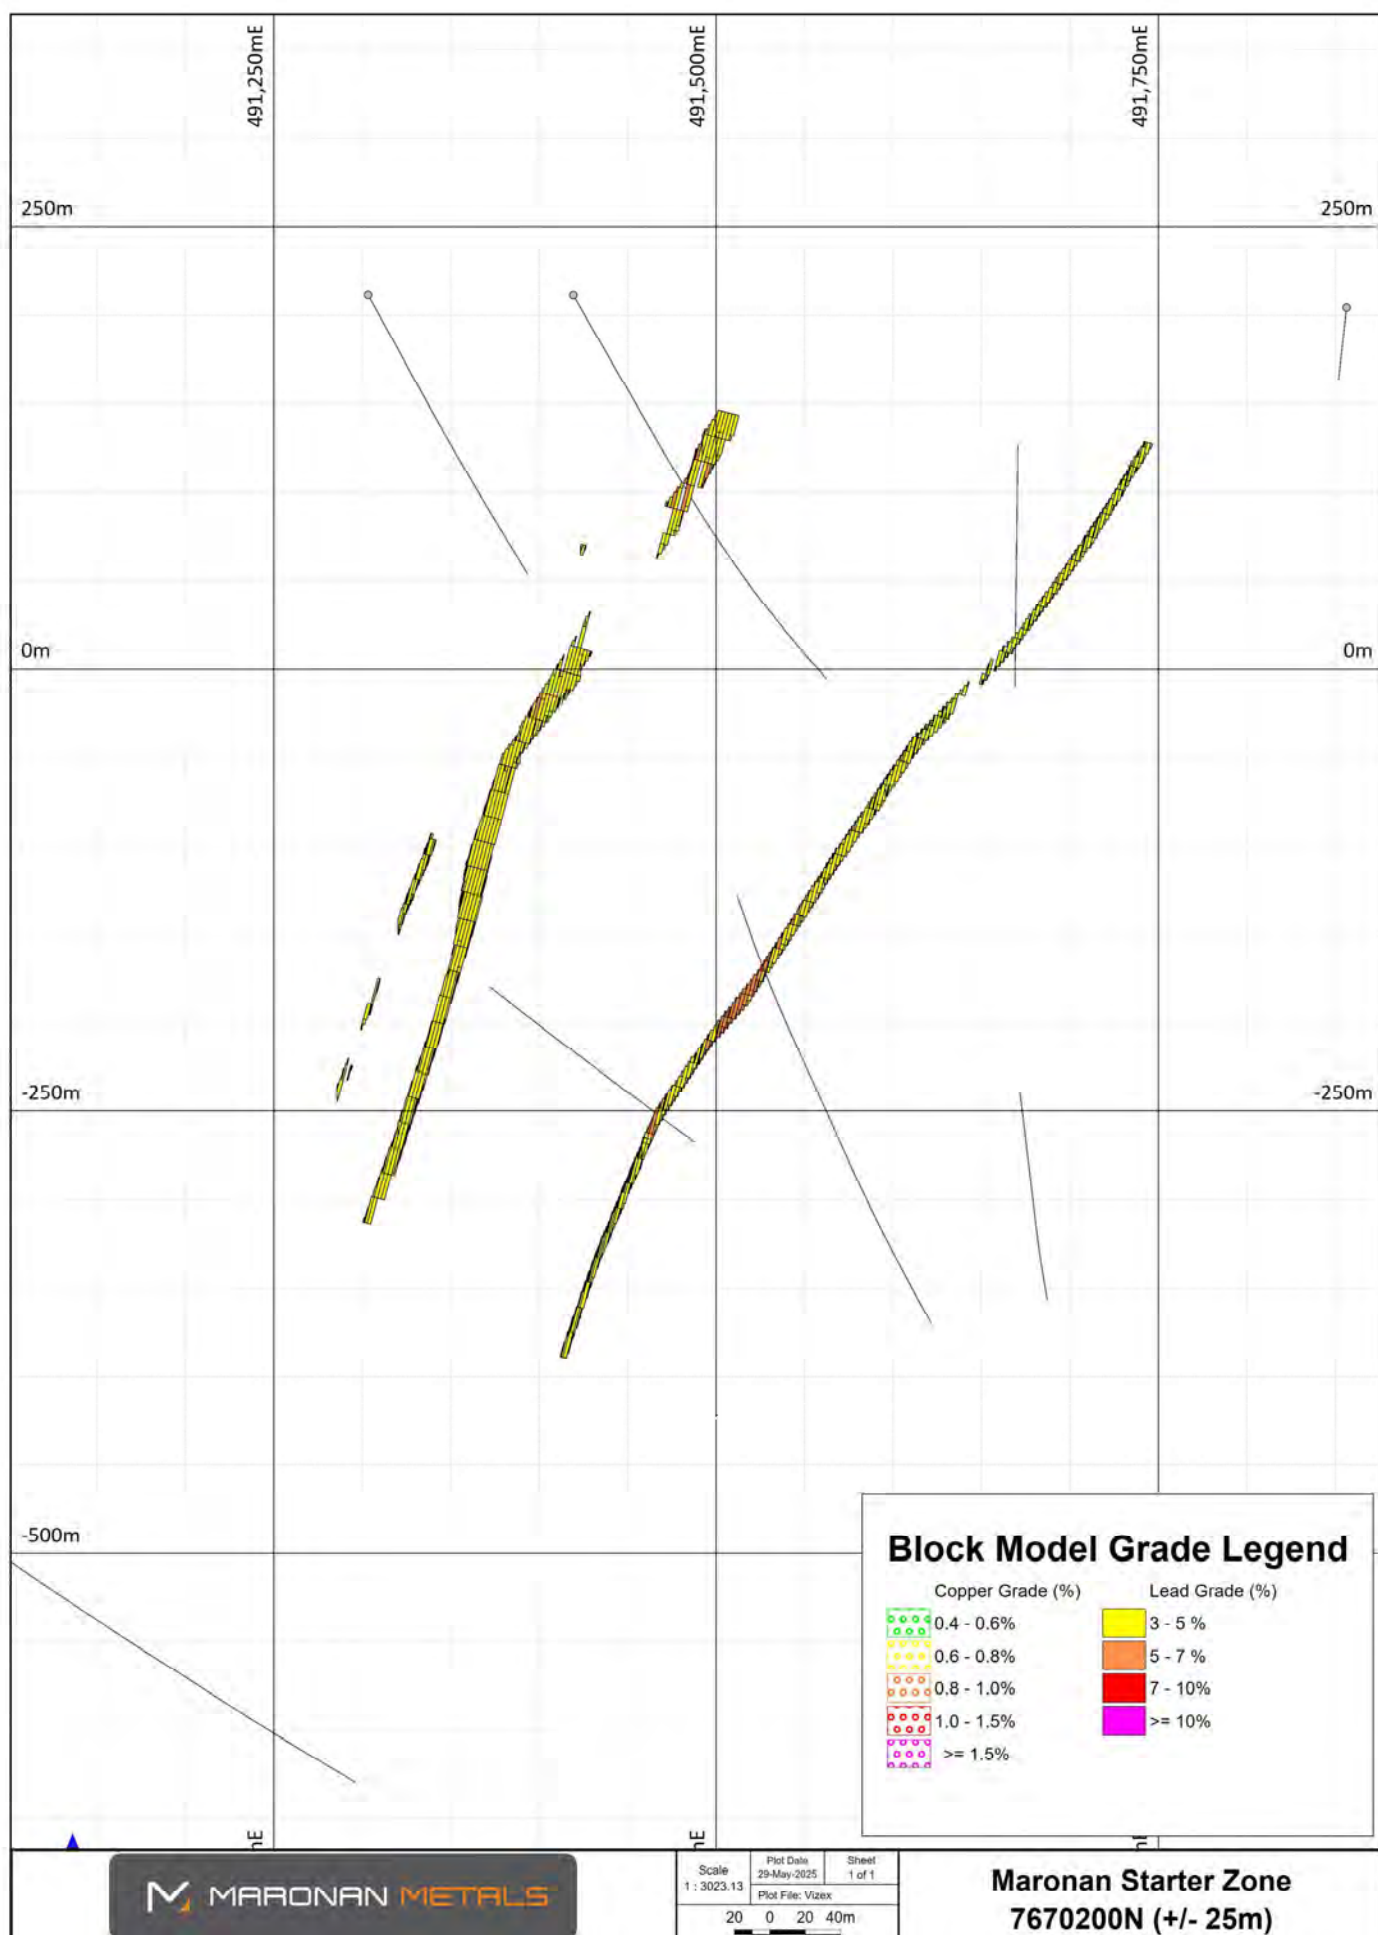 491,250mE
491,500mE
491,750mE
250m
250m
0m
0m
-250m
-250m
-500m
Block Model Grade Legend
Copper Grade (%)
Lead Grade (%)
0.4 - 0.6%
3 - 5 %
0.6 - 0.8%
5 - 7 %
0.8 - 1.0%
7 - 10%
1.0 - 1.5%
>= 10%
>= 1.5%
MARONAN METALS
Scale
1 : 3023.13
Plot Date
29-May-2025
Sheet
1 of 1
Plot File: Vizex
20 0 20 40m
Maronan Starter Zone
7670200N (+/- 25m)